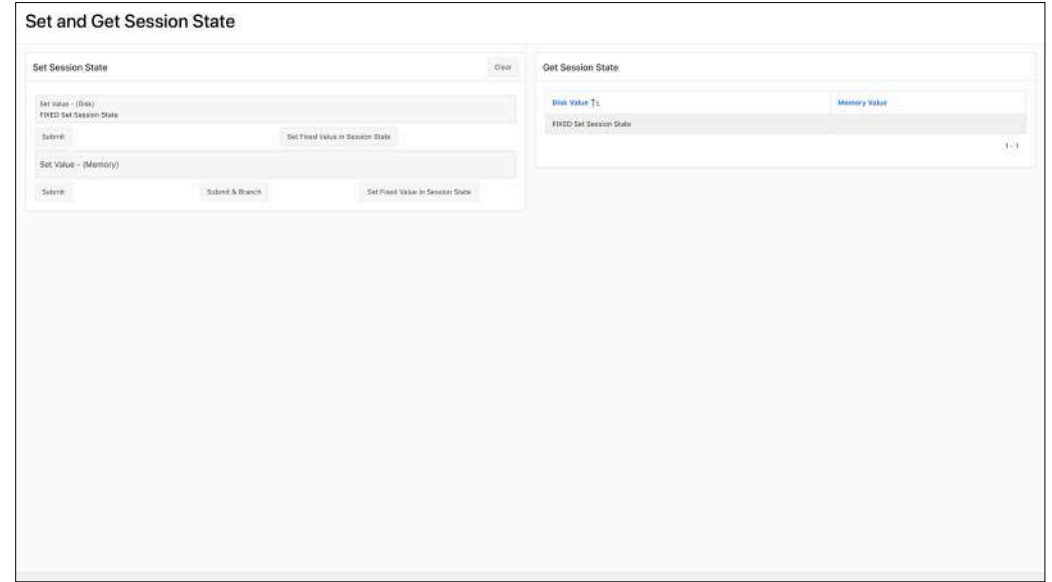 Set and Get Session State
Set Session State
Clear
Set Value - (Disk)
FIXED Set Session State
Submit
Set Fixed Value in Session State
Set Value - (Memory)
Submit
Submit & Branch
Set Fixed Value in Session State
Get Session State
Disk Value
Memory Value
FIXED Set Session State
1 - 1